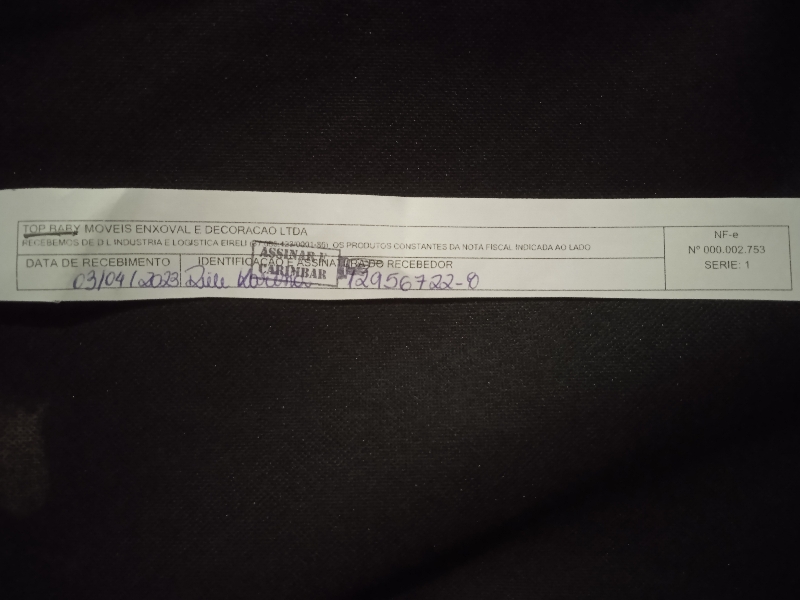 TOP BABY MOVEIS ENXOVAL E DECORACAO LTDA
RECEBEMOS DE D L INDUSTRIA E LOGISTICA EIRELI OS PRODUTOS CONSTANTES DA NOTA FISCAL INDICADA AO LADO
DATA DE RECEBIMENTO
03/04/2023
IDENTIFICAÇÃO E ASSINATURA DO RECEBEDOR
ASSINAR E
CARIMBAR
12956722-0
NF-e
Nº 000.002.753
SERIE: 1